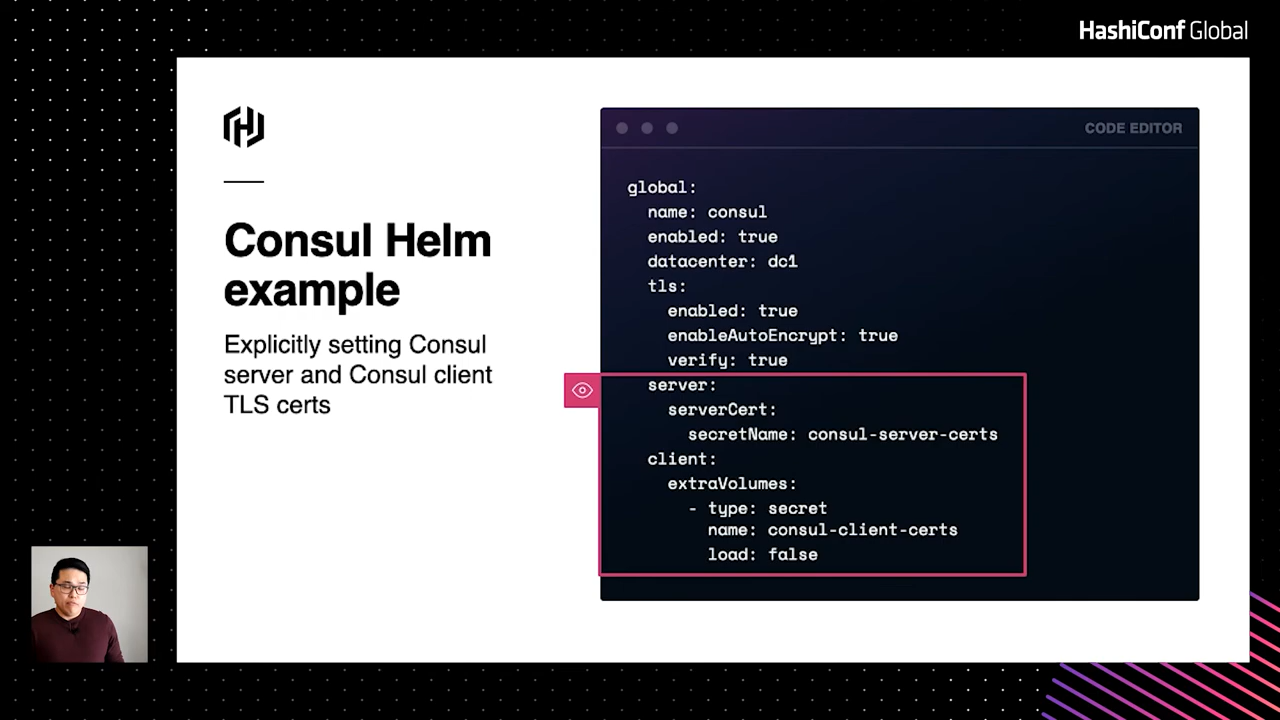 HashiConf Global
Consul Helm
example
Explicitly setting Consul
server and Consul client
TLS certs
CODE EDITOR
global:
  name: consul
  enabled: true
  datacenter: dc1
  tls:
    enabled: true
    enableAutoEncrypt: true
    verify: true
  server:
    serverCert:
      secretName: consul-server-certs
  client:
    extraVolumes:
      - type: secret
        name: consul-client-certs
        load: false